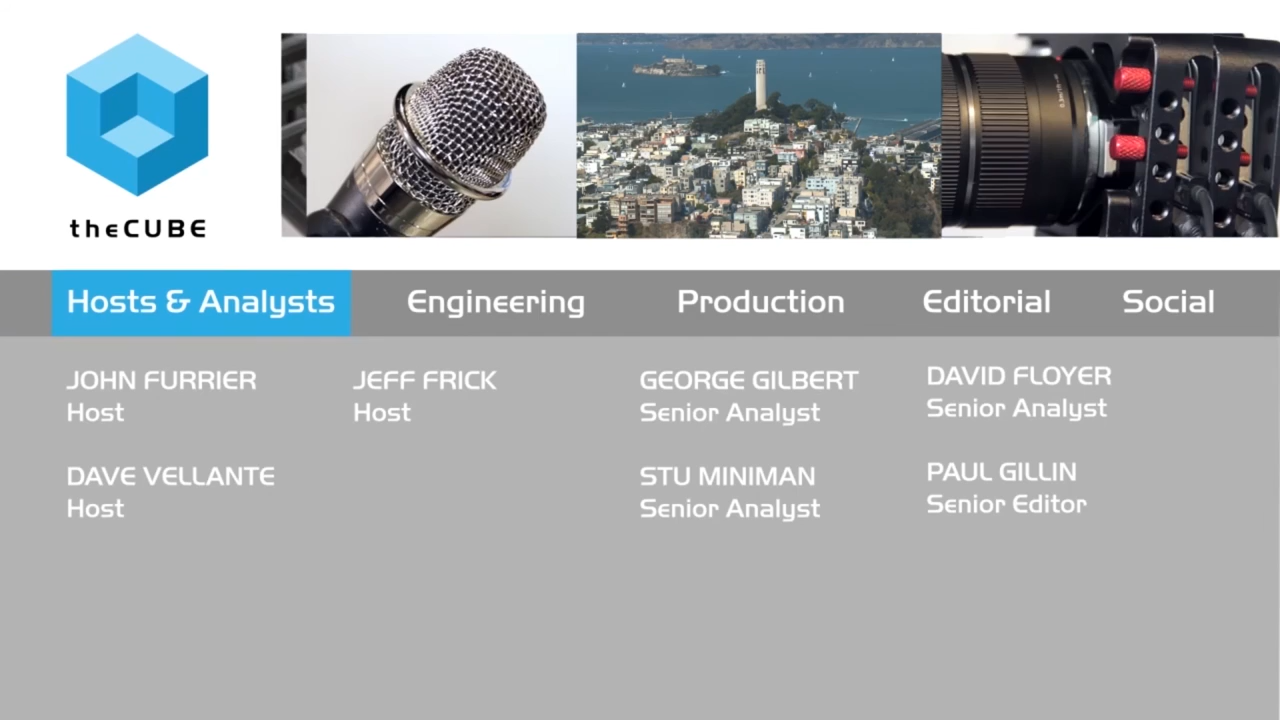 theCUBE
Hosts & Analysts
Engineering
Production
Editorial
Social
JOHN FURRIER
Host
DAVE VELLANTE
Host
JEFF FRICK
Host
GEORGE GILBERT
Senior Analyst
STU MINIMAN
Senior Analyst
DAVID FLOYER
Senior Analyst
PAUL GILLIN
Senior Editor